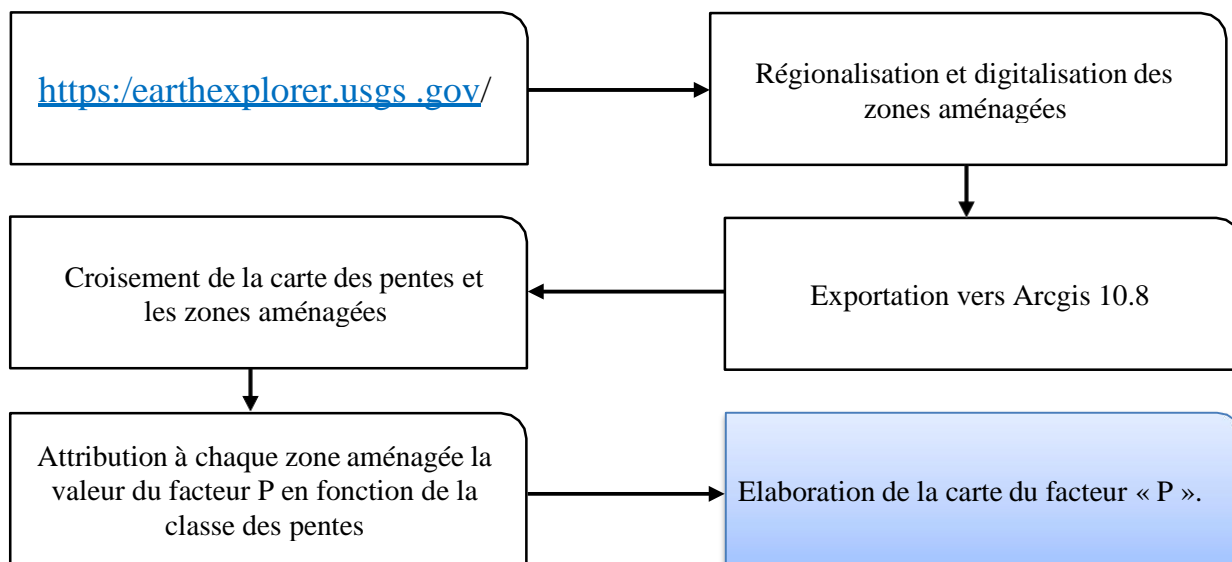 https:/earthexplorer.usgs .gov/
Régionalisation et digitalisation des
zones aménagées
Exportation vers Arcgis 10.8
Croisement de la carte des pentes et
les zones aménagées
Attribution à chaque zone aménagée la
valeur du facteur P en fonction de la
classe des pentes
Elaboration de la carte du facteur « P ».